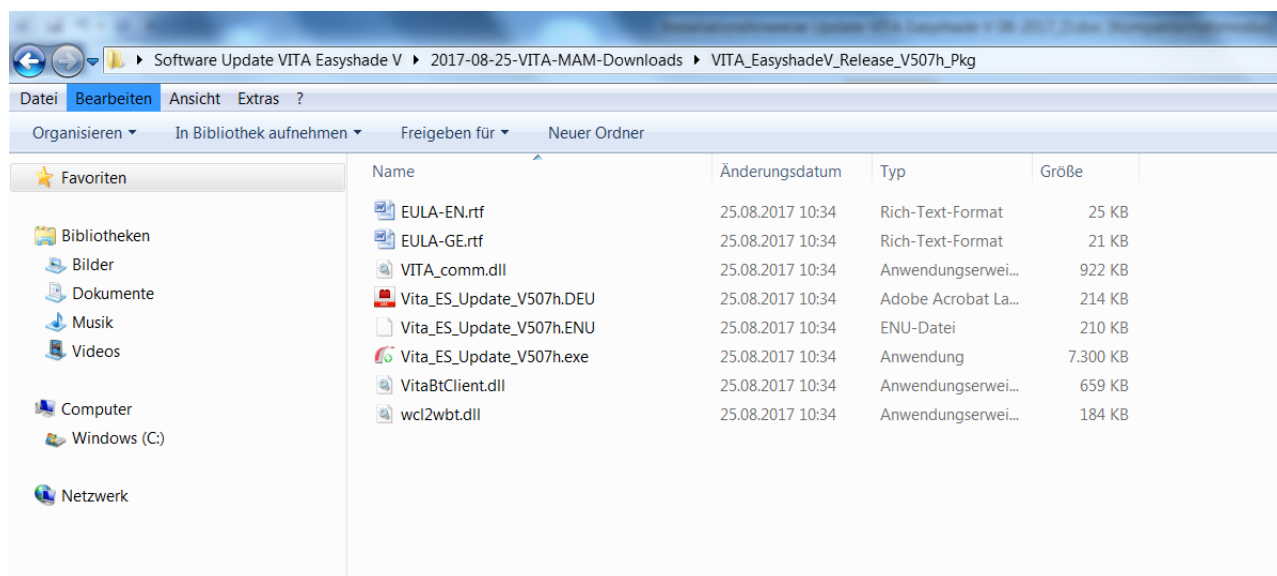 Software Update VITA Easyshade V ▸ 2017-08-25-VITA-MAM-Downloads ▸ VITA_EasyshadeV_Release_V507h_Pkg
Datei Bearbeiten Ansicht Extras ?
Organisieren In Bibliothek aufnehmen Freigeben für Neuer Ordner
Favoriten
Bibliotheken
Bilder
Dokumente
Musik
Videos
Computer
Windows (C:)
Netzwerk
Name Änderungsdatum Typ Größe
EULA-EN.rtf 25.08.2017 10:34 Rich-Text-Format 25 KB
EULA-GE.rtf 25.08.2017 10:34 Rich-Text-Format 21 KB
VITA_comm.dll 25.08.2017 10:34 Anwendungserwei... 922 KB
Vita_ES_Update_V507h.DEU 25.08.2017 10:34 Adobe Acrobat La... 214 KB
Vita_ES_Update_V507h.ENU 25.08.2017 10:34 ENU-Datei 210 KB
Vita_ES_Update_V507h.exe 25.08.2017 10:34 Anwendung 7.300 KB
VitaBtClient.dll 25.08.2017 10:34 Anwendungserwei... 659 KB
wcl2wbt.dll 25.08.2017 10:34 Anwendungserwei... 184 KB